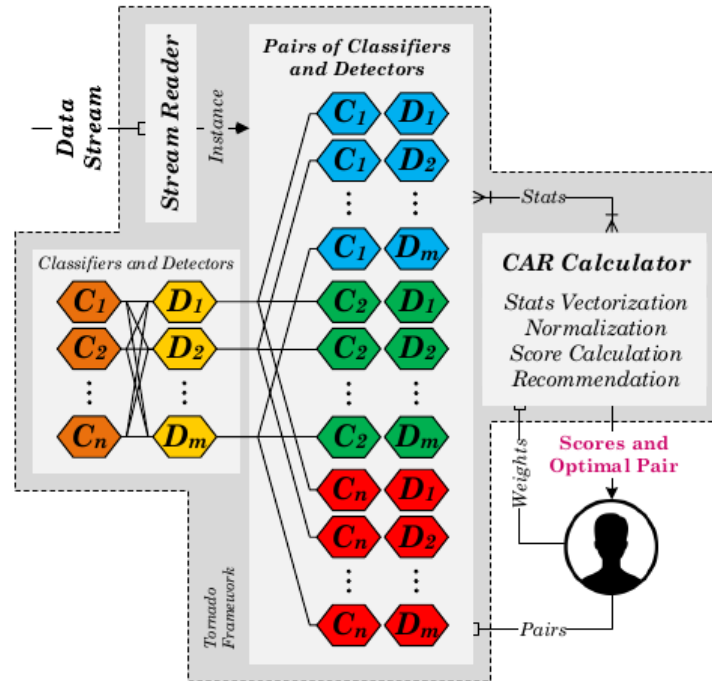 Data
Stream
Stream Reader
Instance
Pairs of Classifiers
and Detectors
C1 D1
C1 D2
C1 Dm
C2 D1
C2 D2
C2 Dm
Cn D1
Cn D2
Cn Dm
Classifiers and Detectors
C1 D1
C2 D2
Cn Dm
Tornado
Framework
Stats
CAR Calculator
Stats Vectorization
Normalization
Score Calculation
Recommendation
Weights
Scores and
Optimal Pair
Pairs